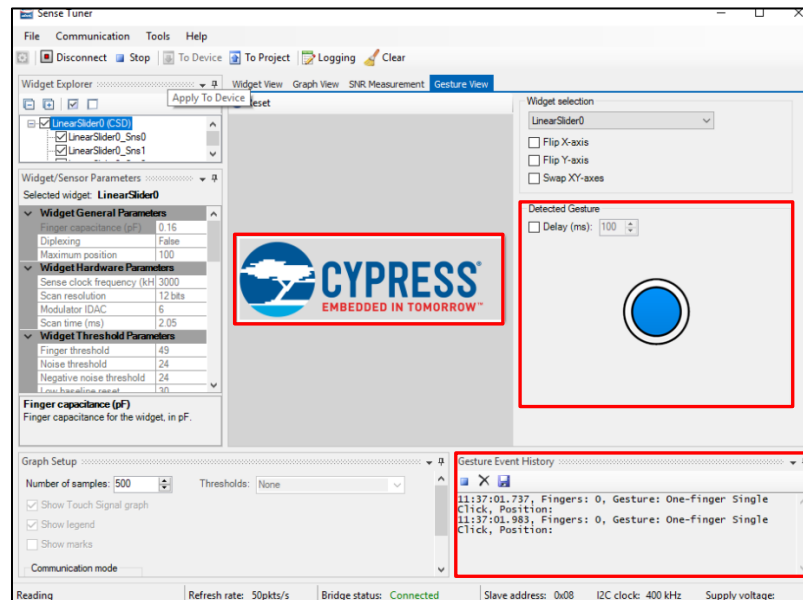 Sense Tuner
File Communication Tools Help
Disconnect Stop To Device To Project Logging Clear
Widget Explorer
Apply To Device
LinearSlider0 (CSD)
LinearSlider0_Sns0
LinearSlider0_Sns1
Widget/Sensor Parameters
Selected widget: LinearSlider0
Widget General Parameters
Finger capacitance (pF) 0.16
Diplexing False
Maximum position 100
Widget Hardware Parameters
Sense clock frequency (kH 3000
Scan resolution 12 bits
Modulator IDAC 6
Scan time (ms) 2.05
Widget Threshold Parameters
Finger threshold 49
Noise threshold 24
Negative noise threshold 24
Low baseline reset 30
Finger capacitance (pF)
Finger capacitance for the widget, in pF.
Widget View Graph View SNR Measurement Gesture View
eset
CYPRESS®
EMBEDDED IN TOMORROW™
Widget selection
LinearSlider0
Flip X-axis
Flip Y-axis
Swap XY-axes
Detected Gesture
Delay (ms): 100
Graph Setup
Number of samples: 500 Thresholds: None
Show Touch Signal graph
Show legend
Show marks
Communication mode
Gesture Event History
11:37:01.737, Fingers: 0, Gesture: One-finger Single
Click, Position:
11:37:01.983, Fingers: 0, Gesture: One-finger Single
Click, Position:
Reading Refresh rate: 50pkts/s Bridge status: Connected Slave address: 0x08 I2C clock: 400 kHz Supply voltage: